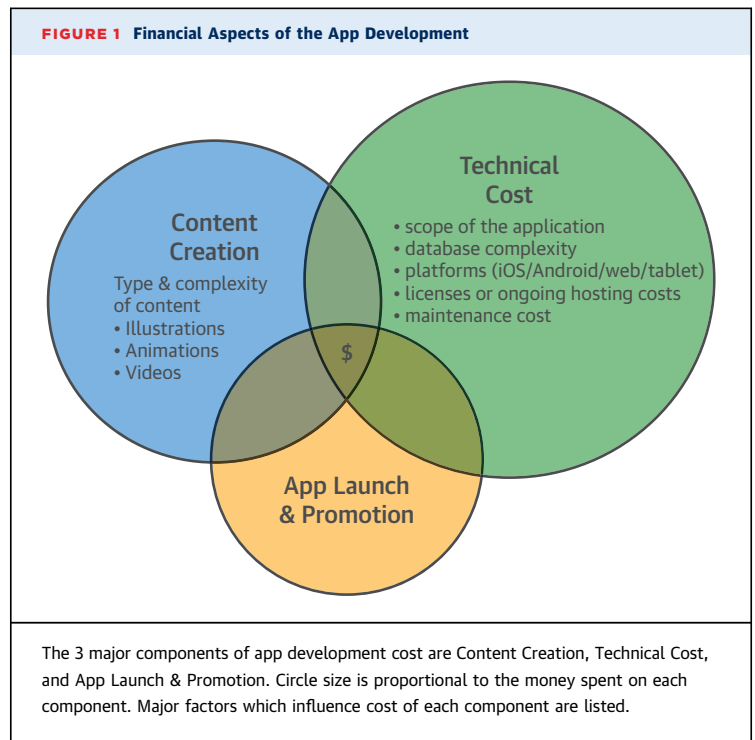 FIGURE 1 Financial Aspects of the App Development
Content
Creation
Type & complexity
of content
• Illustrations
• Animations
• Videos
Technical
Cost
• scope of the application
• database complexity
• platforms (iOS/Android/web/tablet)
• licenses or ongoing hosting costs
• maintenance cost
$
App Launch
& Promotion
The 3 major components of app development cost are Content Creation, Technical Cost,
and App Launch & Promotion. Circle size is proportional to the money spent on each
component. Major factors which influence cost of each component are listed.